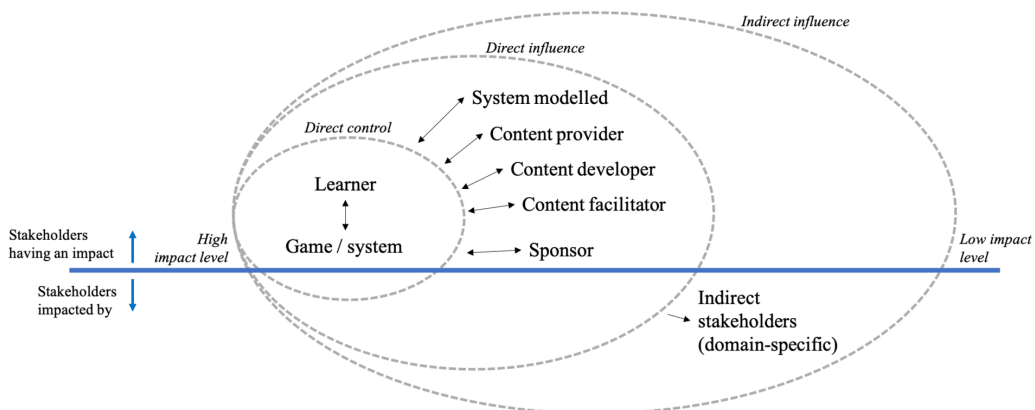 Indirect influence
Direct influence
System modelled
Direct control
Content provider
Content developer
Learner
Content facilitator
Game / system
Sponsor
Stakeholders
having an impact
High
impact level
Low impact
level
Stakeholders
impacted by
Indirect
stakeholders
(domain-specific)